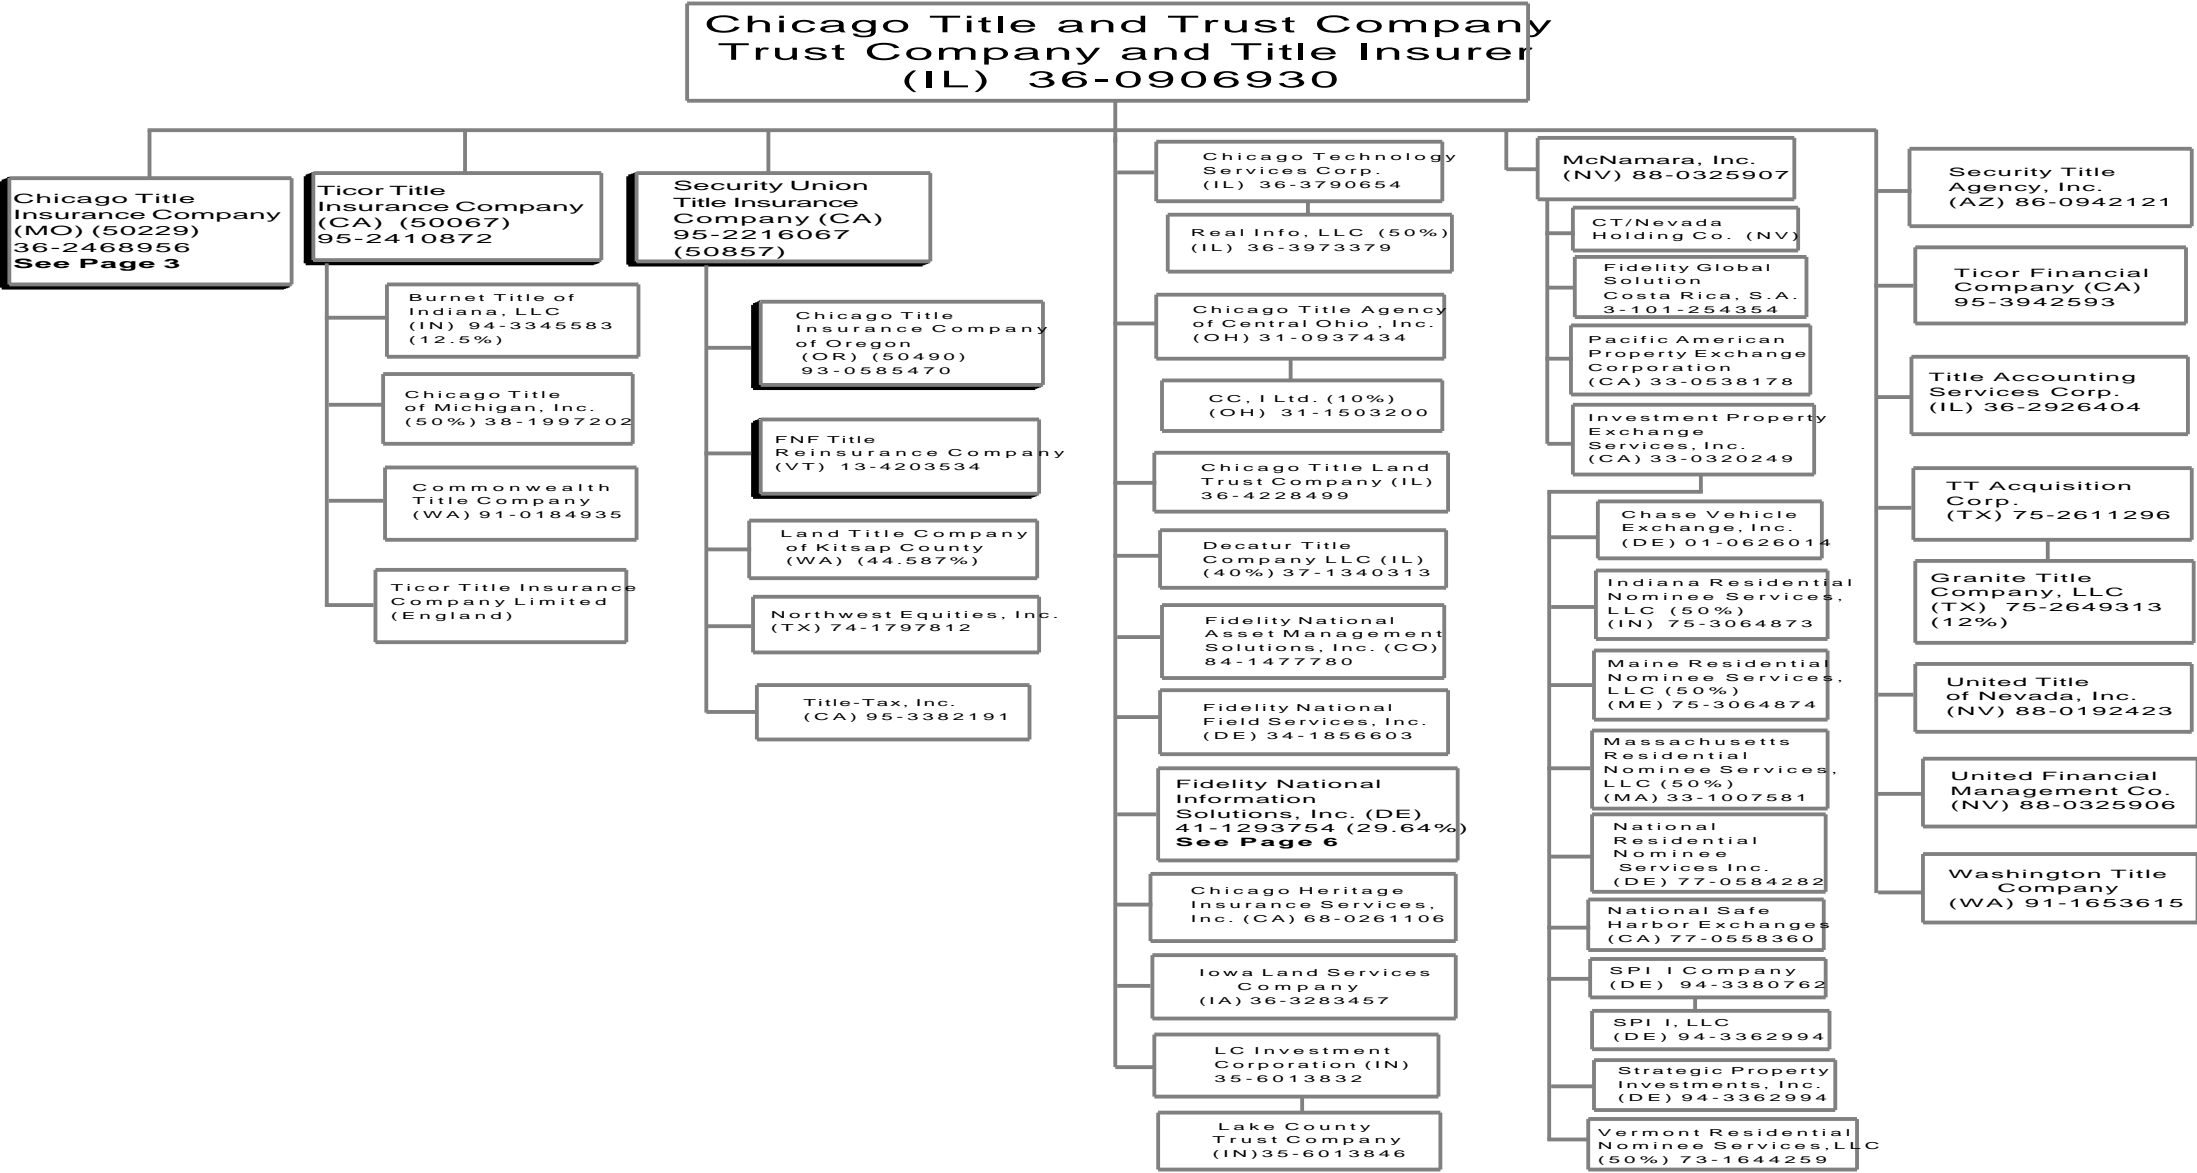 Chicago Title and Trust Company
Trust Company and Title Insurer
(IL) 36-0906930
Chicago Title
Insurance Company
(MO) (50229)
36-2468956
See Page 3
Ticor Title
Insurance Company
(CA) (50067)
95-2410872
Burnet Title of
Indiana, LLC
(IN) 94-3345583
(12.5%)
Chicago Title
of Michigan, Inc.
(50%) 38-1997202
Commonwealth
Title Company
(WA) 91-0184935
Ticor Title Insurance
Company Limited
(England)
Security Union
Title Insurance
Company (CA)
95-2216067
(50857)
Chicago Title
Insurance Company
of Oregon
(OR) (50490)
93-0585470
FNF Title
Reinsurance Company
(VT) 13-4203534
Land Title Company
of Kitsap County
(WA) (44.587%)
Northwest Equities, Inc.
(TX) 74-1797812
Title-Tax, Inc.
(CA) 95-3382191
Chicago Technology
Services Corp.
(IL) 36-3790654
Real Info, LLC (50%)
(IL) 36-3973379
Chicago Title Agency
of Central Ohio , Inc.
(OH) 31-0937434
CC, I Ltd. (10%)
(OH) 31-1503200
Chicago Title Land
Trust Company (IL)
36-4228499
Decatur Title
Company LLC (IL)
(40%) 37-1340313
Fidelity National
Asset Management
Solutions, Inc. (CO)
84-1477780
Fidelity National
Field Services, Inc.
(DE) 34-1856603
Fidelity National
Information
Solutions, Inc. (DE)
41-1293754 (29.64%)
See Page 6
Chicago Heritage
Insurance Services,
Inc. (CA) 68-0261106
Iowa Land Services
Company
(IA) 36-3283457
LC Investment
Corporation (IN)
35-6013832
Lake County
Trust Company
(IN)35-6013846
McNamara, Inc.
(NV) 88-0325907
CT/Nevada
Holding Co. (NV)
Fidelity Global
Solution
Costa Rica, S.A.
3-101-254354
Pacific American
Property Exchange
Corporation
(CA) 33-0538178
Investment Property
Exchange
Services, Inc.
(CA) 33-0320249
Chase Vehicle
Exchange, Inc.
(DE) 01-0626014
Indiana Residential
Nominee Services,
LLC (50%)
(IN) 75-3064873
Maine Residential
Nominee Services,
LLC (50%)
(ME) 75-3064874
Massachusetts
Residential
Nominee Services,
LLC (50%)
(MA) 33-1007581
National
Residential
Nominee
Services Inc.
(DE) 77-0584282
National Safe
Harbor Exchanges
(CA) 77-0558360
SPI I Company
(DE) 94-3380762
SPI I, LLC
(DE) 94-3362994
Strategic Property
Investments, Inc.
(DE) 94-3362994
Vermont Residential
Nominee Services,LLC
(50%) 73-1644259
Security Title
Agency, Inc.
(AZ) 86-0942121
Ticor Financial
Company (CA)
95-3942593
Title Accounting
Services Corp.
(IL) 36-2926404
TT Acquisition
Corp.
(TX) 75-2611296
Granite Title
Company, LLC
(TX) 75-2649313
(12%)
United Title
of Nevada, Inc.
(NV) 88-0192423
United Financial
Management Co.
(NV) 88-0325906
Washington Title
Company
(WA) 91-1653615